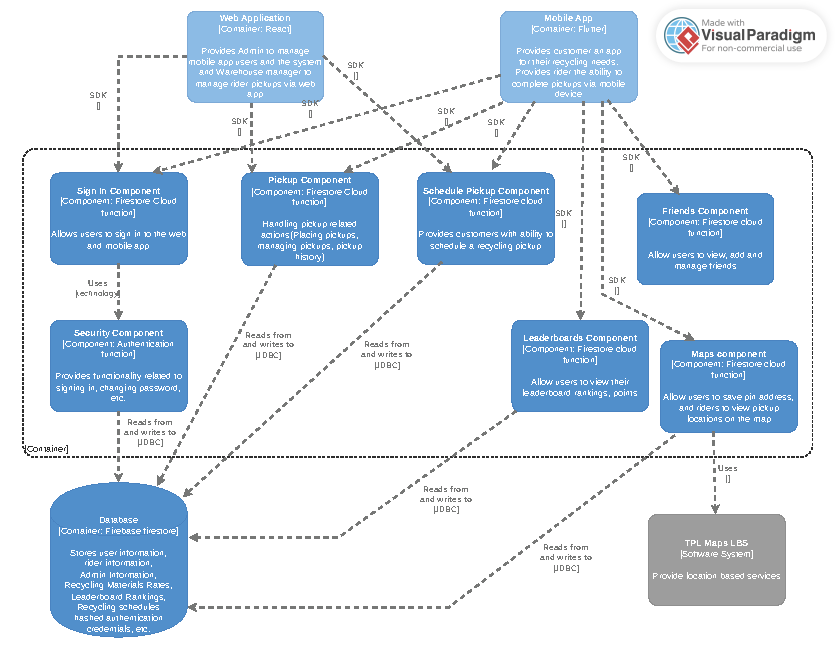 Web Application
[Container: React]
Provides Admin to manage
mobile app users and the system
and Warehouse manager to
manage rider pickups via web
app
Mobile App
[Container: Flutter]
Provides customer an app
for their recycling needs.
Provides rider the ability to
complete pickups via mobile
device
Made with
Visual Paradigm
For non-commercial use
SDK
[]
SDK
[]
SDK
[]
SDK
[]
SDK
[]
SDK
[]
SDK
[]
SDK
[]
SDK
[]
Sign In Component
[Component: Firestore Cloud
function]
Allows users to sign in to the web
and mobile app
Pickup Component
[Component: Firestore Cloud
function]
Handling pickup related
actions[Placing pickups,
managing pickups, pickup
history]
Schedule Pickup Component
[Component: Firestore cloud
function]
Provides customers with ability to
schedule a recycling pickup
Friends Component
[Component: Firestore cloud
function]
Allow users to view, add and
manage friends
Uses
[technology]
Security Component
[Component: Authentication
function]
Provides functionality related to
signing in, changing password,
etc.
Reads from
and writes to
[JDBC]
Reads from
and writes to
[JDBC]
Leaderboards Component
[Component: Firestore cloud
function]
Allow users to view their
leaderboard rankings, points
Maps component
[Component: Firestore cloud
function]
Allow users to save pin address,
and riders to view pickup
locations on the map
Reads from
and writes to
[JDBC]
[Container]
Uses
[]
Reads from
and writes to
[JDBC]
Reads from
and writes to
[JDBC]
Database
[Container: Firebase firestore]
Stores user information,
rider information,
Admin Information,
Recycling Materials Rates,
Leaderboard Rankings,
Recycling schedules
hashed authentication
credentials, etc.
TPL Maps LBS
[Software System]
Provide location based services